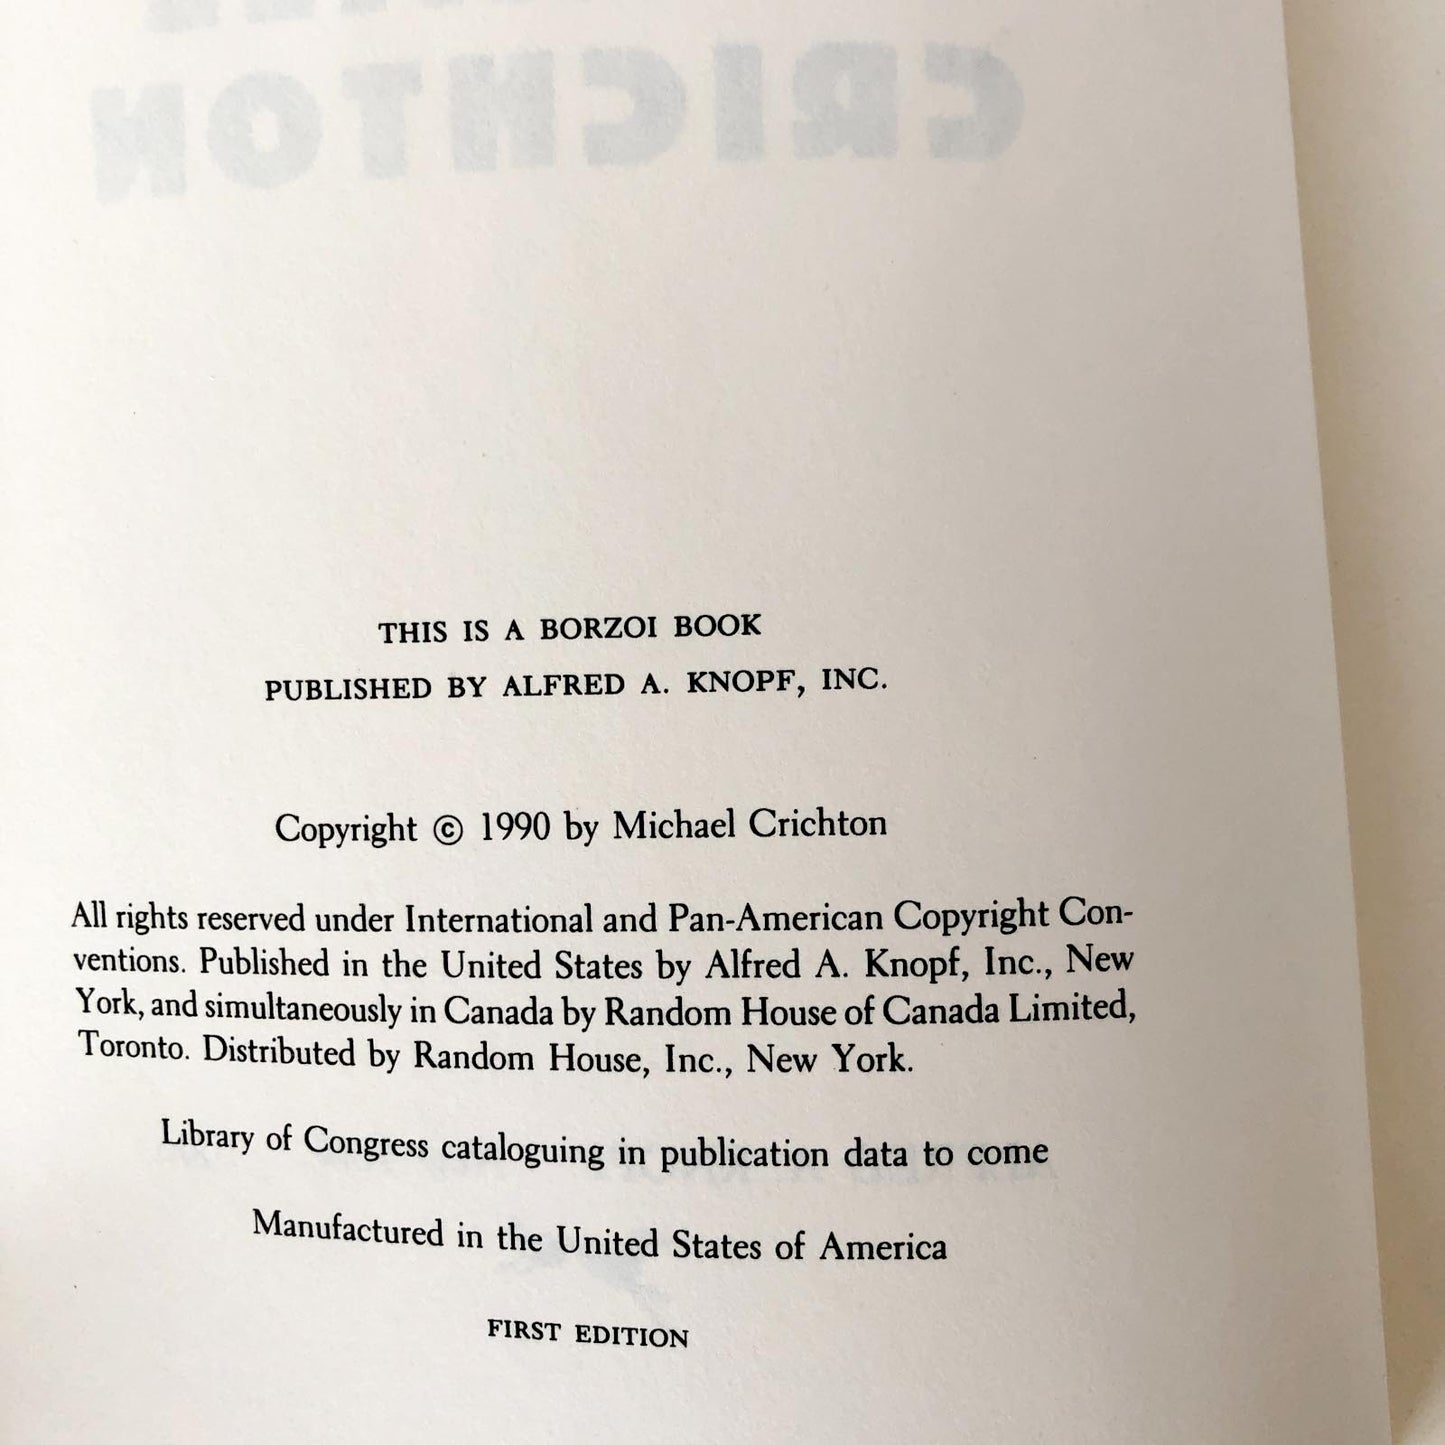 CRICHTON
THIS IS A BORZOI BOOK
PUBLISHED BY ALFRED A. KNOPF, INC.
Copyright © 1990 by Michael Crichton
All rights reserved under International and Pan-American Copyright Con-
ventions. Published in the United States by Alfred A. Knopf, Inc., New
York, and simultaneously in Canada by Random House of Canada Limited,
Toronto. Distributed by Random House, Inc., New York.
Library of Congress cataloguing in publication data to come
Manufactured in the United States of America
FIRST EDITION